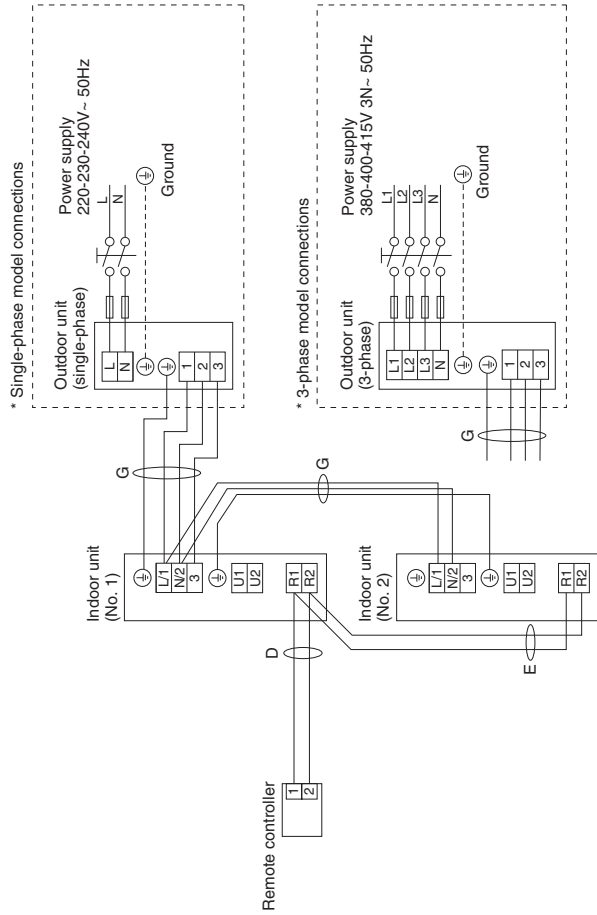 * Single-phase model connections
Power supply
220-230-240V ~ 50Hz
L
N
Ground
Outdoor unit
(single-phase)
L
N
1
2
3
* 3-phase model connections
Power supply
380-400-415V 3N~ 50Hz
L1
L2
L3
N
Ground
Outdoor unit
(3-phase)
L1
L2
L3
N
1
2
3
G
G
G
Indoor unit
(No. 1)
L/1
N/2
3
U1
U2
R1
R2
Indoor unit
(No. 2)
L/1
N/2
3
U1
U2
R1
R2
D
E
Remote controller
1
2